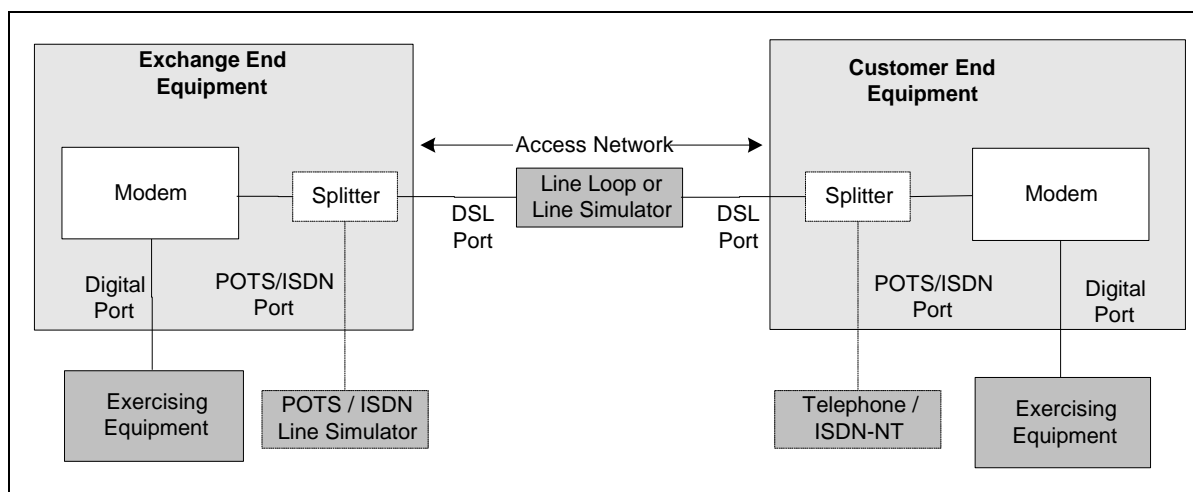 Exchange End
Equipment
Customer End
Equipment
Access Network
Modem
Splitter
DSL
Port
Line Loop or
Line Simulator
DSL
Port
Splitter
Modem
Digital
Port
POTS/ISDN
Port
POTS/ISDN
Port
Digital
Port
Exercising
Equipment
POTS / ISDN
Line Simulator
Telephone /
ISDN-NT
Exercising
Equipment